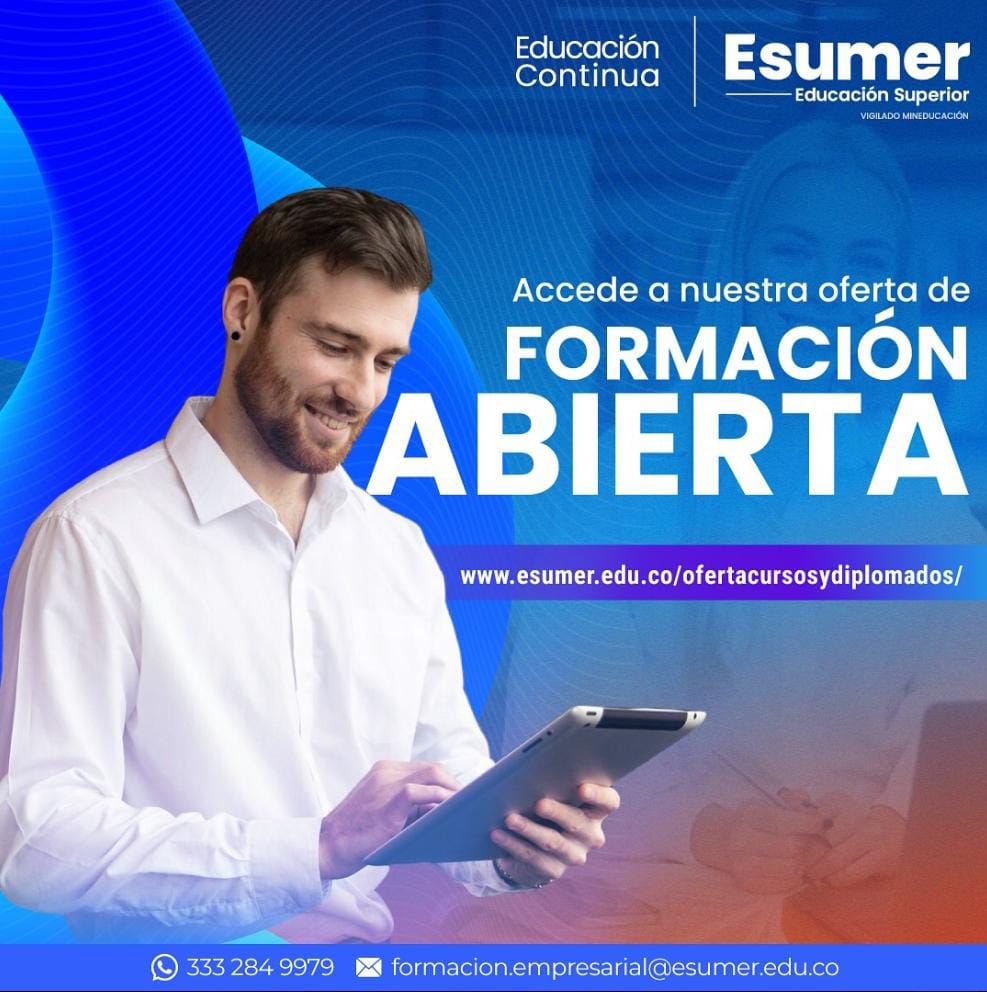 Educación
Continua
Esumer
Educación Superior
VIGILADO MINEDUCACIÓN
Accede a nuestra oferta de
FORMACIÓN
ABIERTA
www.esumer.edu.co/ofertacursosydiplomados/
333 284 9979 formacion.empresarial@esumer.edu.co